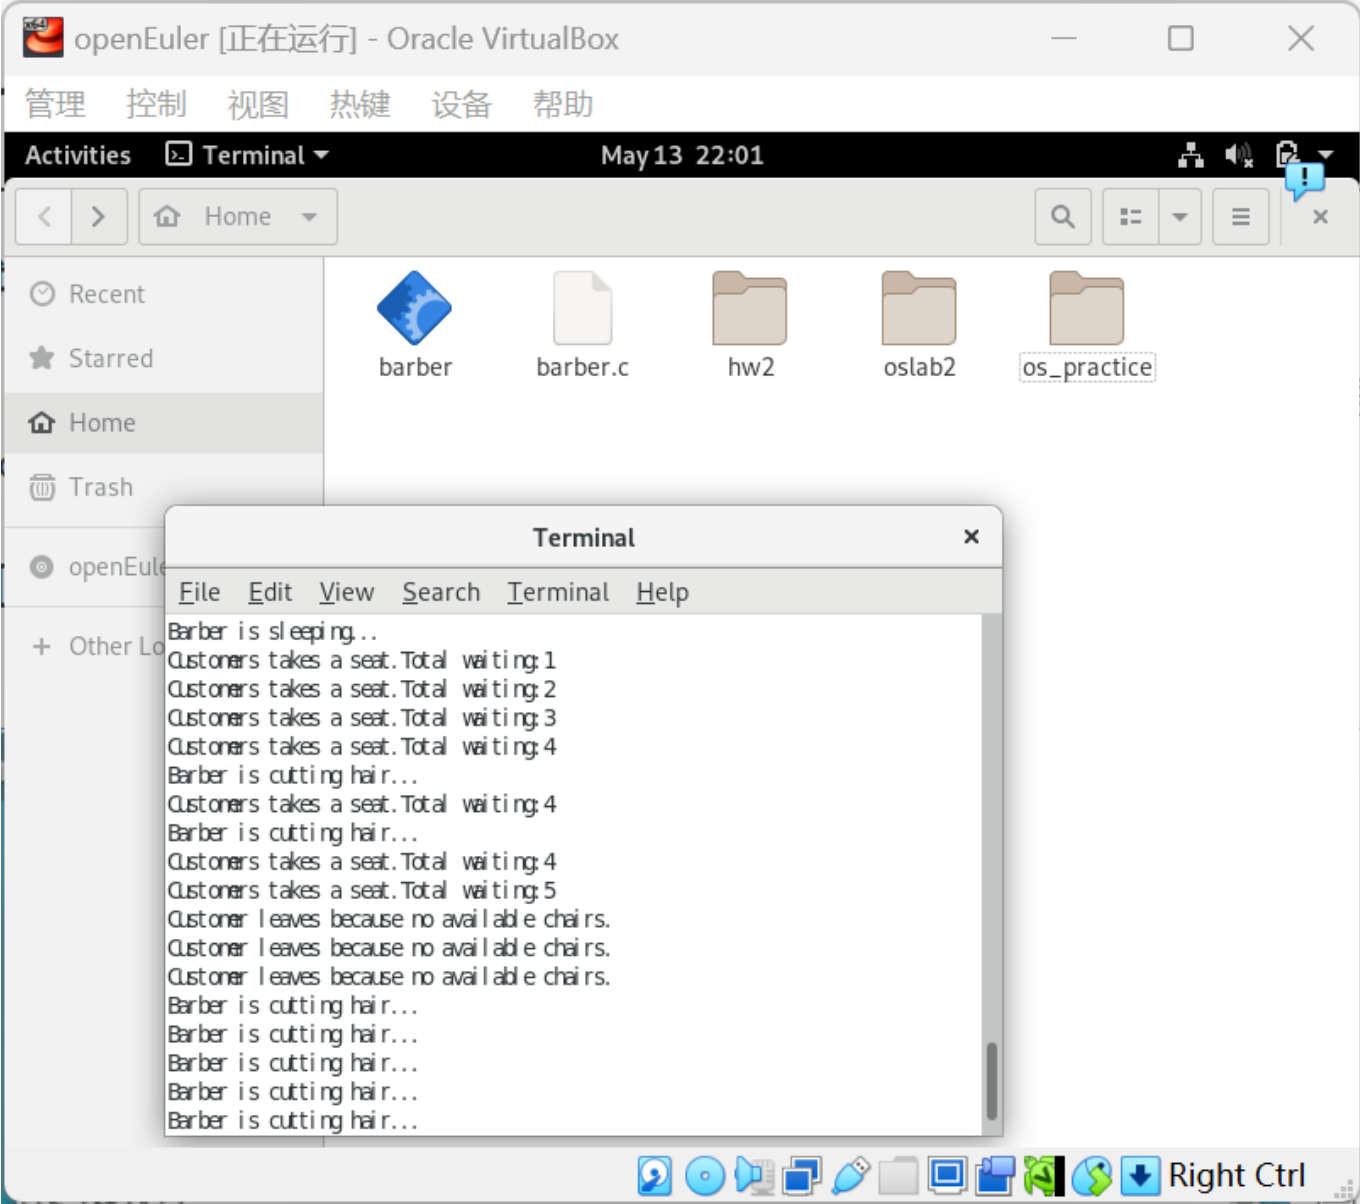 openEuler [正在运行] - Oracle VirtualBox
管理 控制 视图 热键 设备 帮助
Activities Terminal May 13 22:01
Home
Recent
Starred
Home
Trash
openEule
Other Lo
barber barber.c hw2 oslab2 os_practice
Terminal
File Edit View Search Terminal Help
Barber is sleeping...
Customers takes a seat.Total waiting:1
Customers takes a seat.Total waiting:2
Customers takes a seat.Total waiting:3
Customers takes a seat.Total waiting:4
Barber is cutting hair...
Customers takes a seat.Total waiting:4
Barber is cutting hair...
Customers takes a seat.Total waiting:4
Customers takes a seat.Total waiting:5
Customer leaves because no available chairs.
Customer leaves because no available chairs.
Customer leaves because no available chairs.
Barber is cutting hair...
Barber is cutting hair...
Barber is cutting hair...
Barber is cutting hair...
Barber is cutting hair...
Right Ctrl